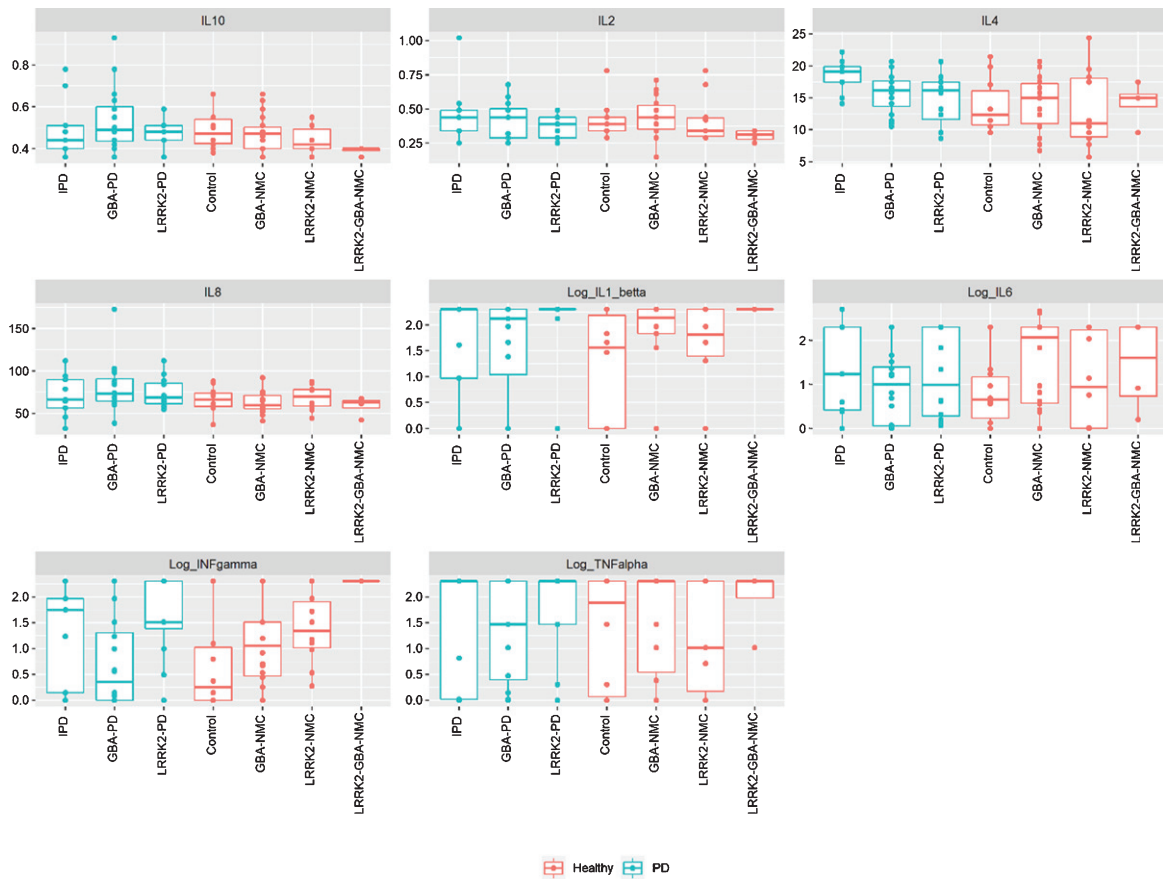 IL10
IL2
IL4
0.8
0.6
0.4
1.00
0.75
0.50
0.25
25
20
15
10
5
IPD
GBA-PD
LRRK2-PD
Control
GBA-NMC
LRRK2-NMC
LRRK2-GBA-NMC
IPD
GBA-PD
LRRK2-PD
Control
GBA-NMC
LRRK2-NMC
LRRK2-GBA-NMC
IPD
GBA-PD
LRRK2-PD
Control
GBA-NMC
LRRK2-NMC
LRRK2-GBA-NMC
IL8
Log_IL1_betta
Log_IL6
150
100
50
2.0
1.5
1.0
0.5
0.0
2
1
0
IPD
GBA-PD
LRRK2-PD
Control
GBA-NMC
LRRK2-NMC
LRRK2-GBA-NMC
IPD
GBA-PD
LRRK2-PD
Control
GBA-NMC
LRRK2-NMC
LRRK2-GBA-NMC
IPD
GBA-PD
LRRK2-PD
Control
GBA-NMC
LRRK2-NMC
LRRK2-GBA-NMC
Log_INFgamma
Log_TNFalpha
2.0
1.5
1.0
0.5
0.0
2.0
1.5
1.0
0.5
0.0
IPD
GBA-PD
LRRK2-PD
Control
GBA-NMC
LRRK2-NMC
LRRK2-GBA-NMC
IPD
GBA-PD
LRRK2-PD
Control
GBA-NMC
LRRK2-NMC
LRRK2-GBA-NMC
Healthy PD